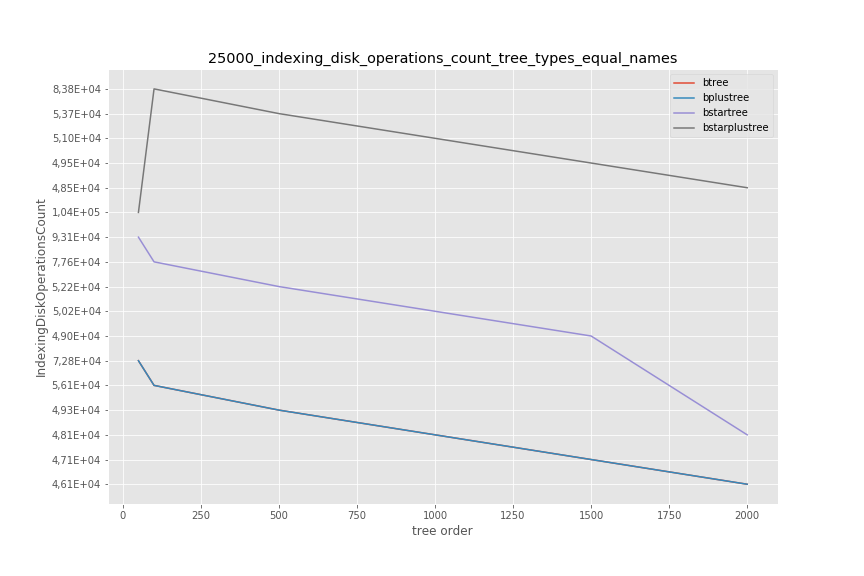 25000_indexing_disk_operations_count_tree_types_equal_names
btree
bplustree
bstartree
bstarplustree
IndexingDiskOperationsCount
8,38E+04
5,37E+04
5,10E+04
4,95E+04
4,85E+04
1,04E+05
9,31E+04
7,76E+04
5,22E+04
5,02E+04
4,90E+04
7,28E+04
5,61E+04
4,93E+04
4,81E+04
4,71E+04
4,61E+04
0 250 500 750 1000 1250 1500 1750 2000
tree order